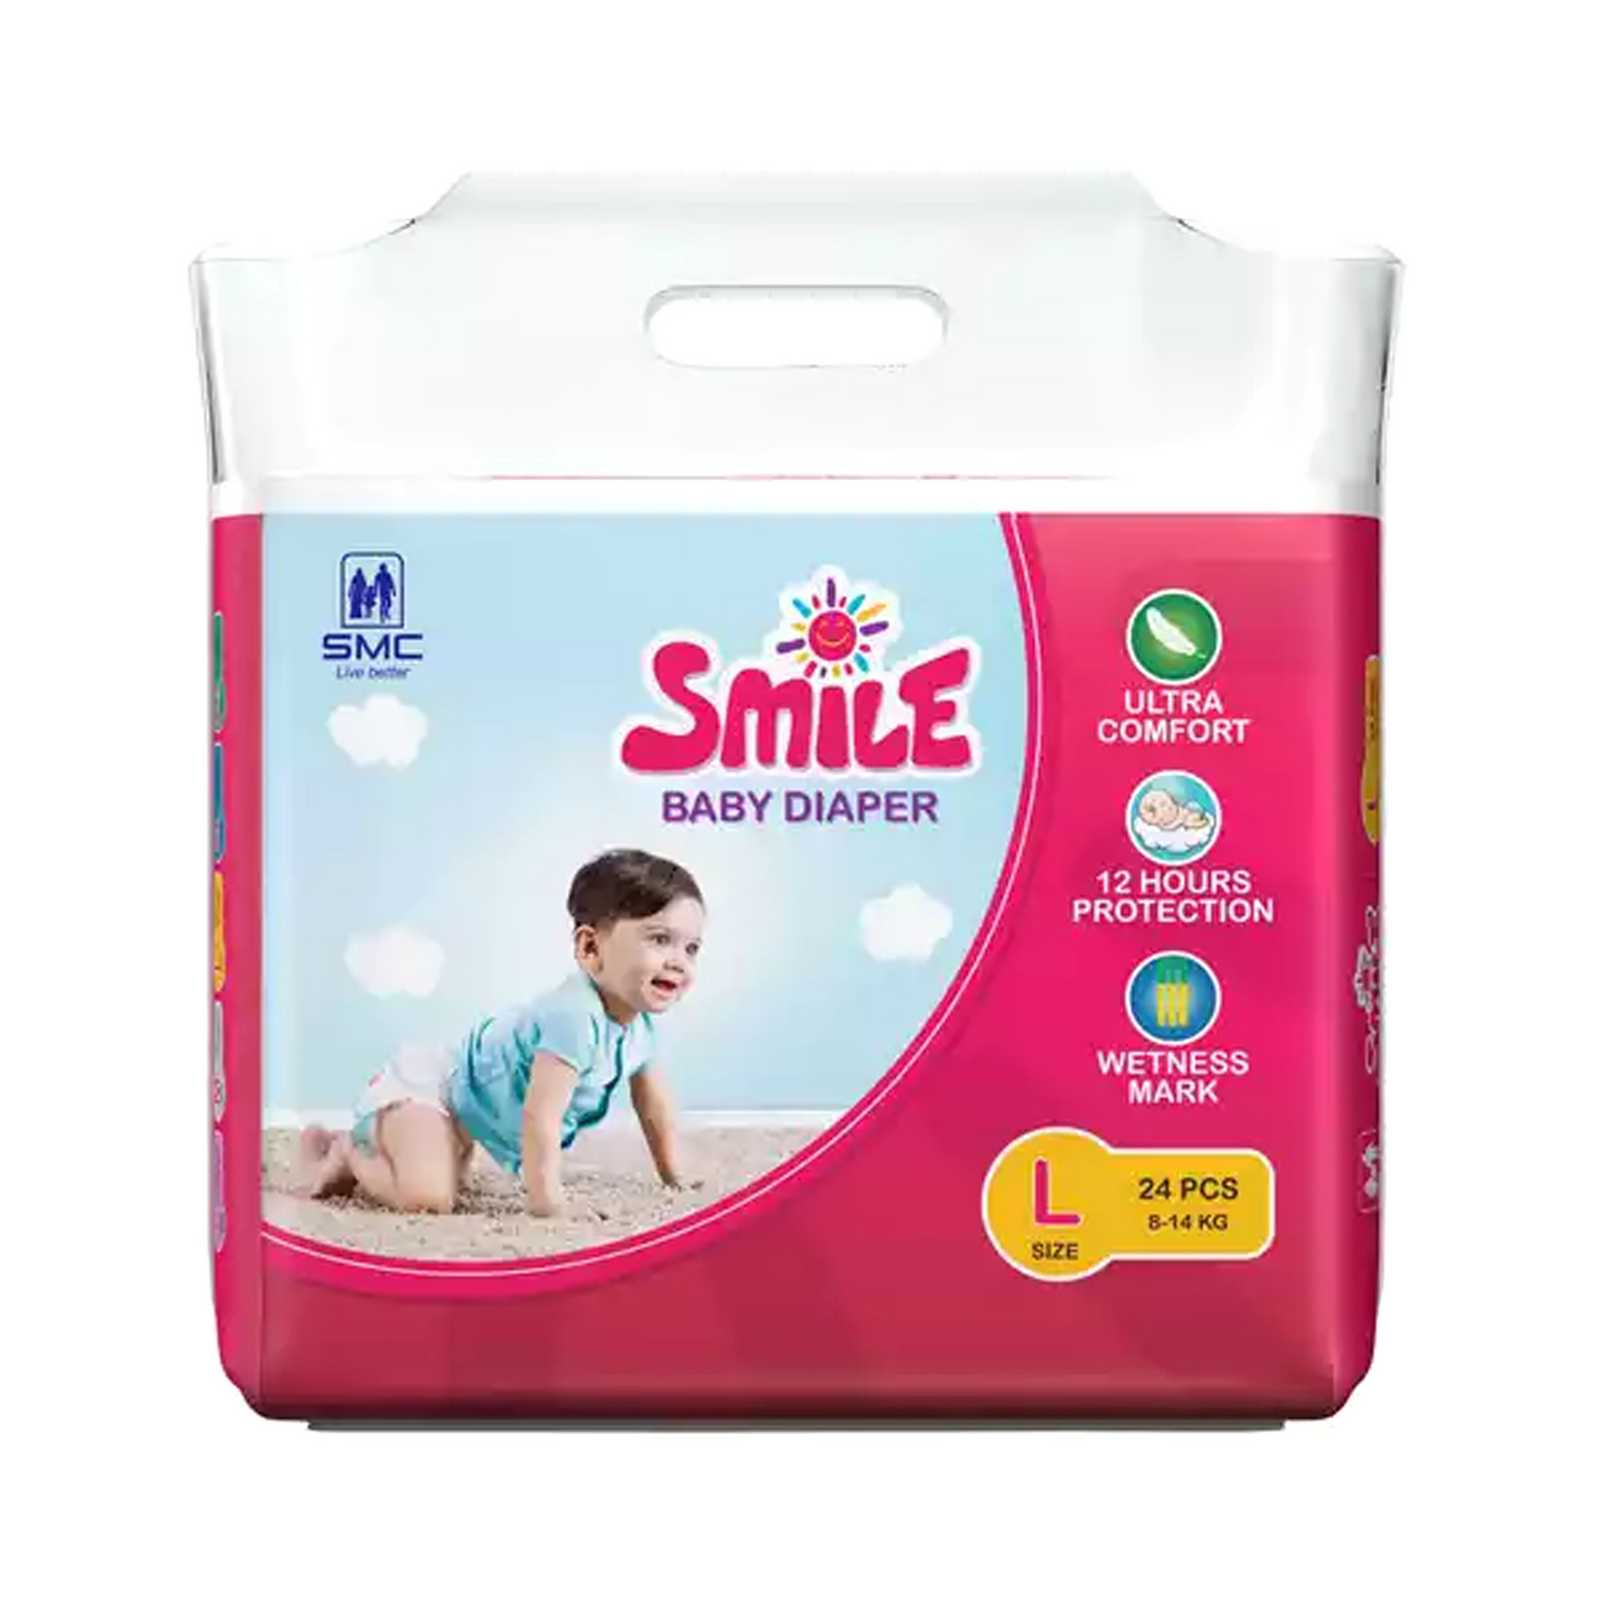 SMC
Live better
SMILE
BABY DIAPER
ULTRA
COMFORT
12 HOURS
PROTECTION
WETNESS
MARK
L
SIZE
24 PCS
8-14 KG